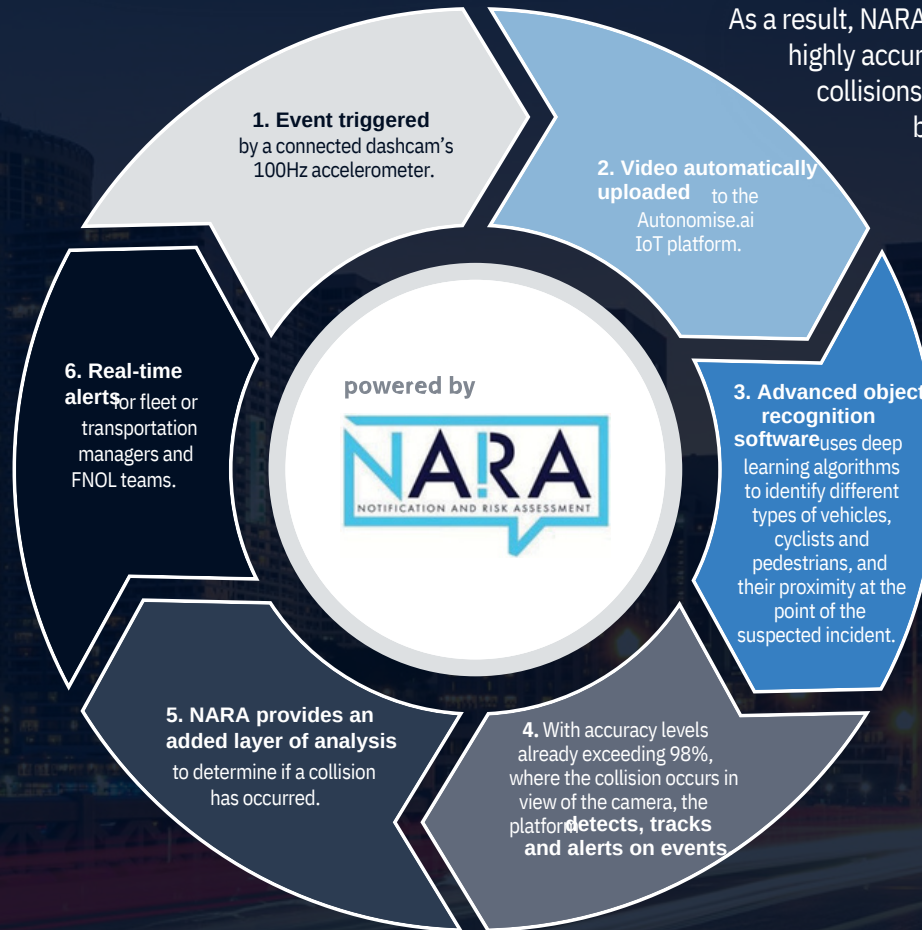 As a result, NARA
highly accur
collisions
b
1. Event triggered
by a connected dashcam's
100Hz accelerometer.
2. Video automatically
uploaded to the
Autonomise.ai
IoT platform.
3. Advanced object
recognition
software uses deep
learning algorithms
to identify different
types of vehicles,
cyclists and
pedestrians, and
their proximity at the
point of the
suspected incident.
4. With accuracy levels
already exceeding 98%,
where the collision occurs in
view of the camera, the
platform detects, tracks
and alerts on events
5. NARA provides an
added layer of analysis
to determine if a collision
has occurred.
6. Real-time
alerts for fleet or
transportation
managers and
FNOL teams.
powered by
NARA
NOTIFICATION AND RISK ASSESSMENT